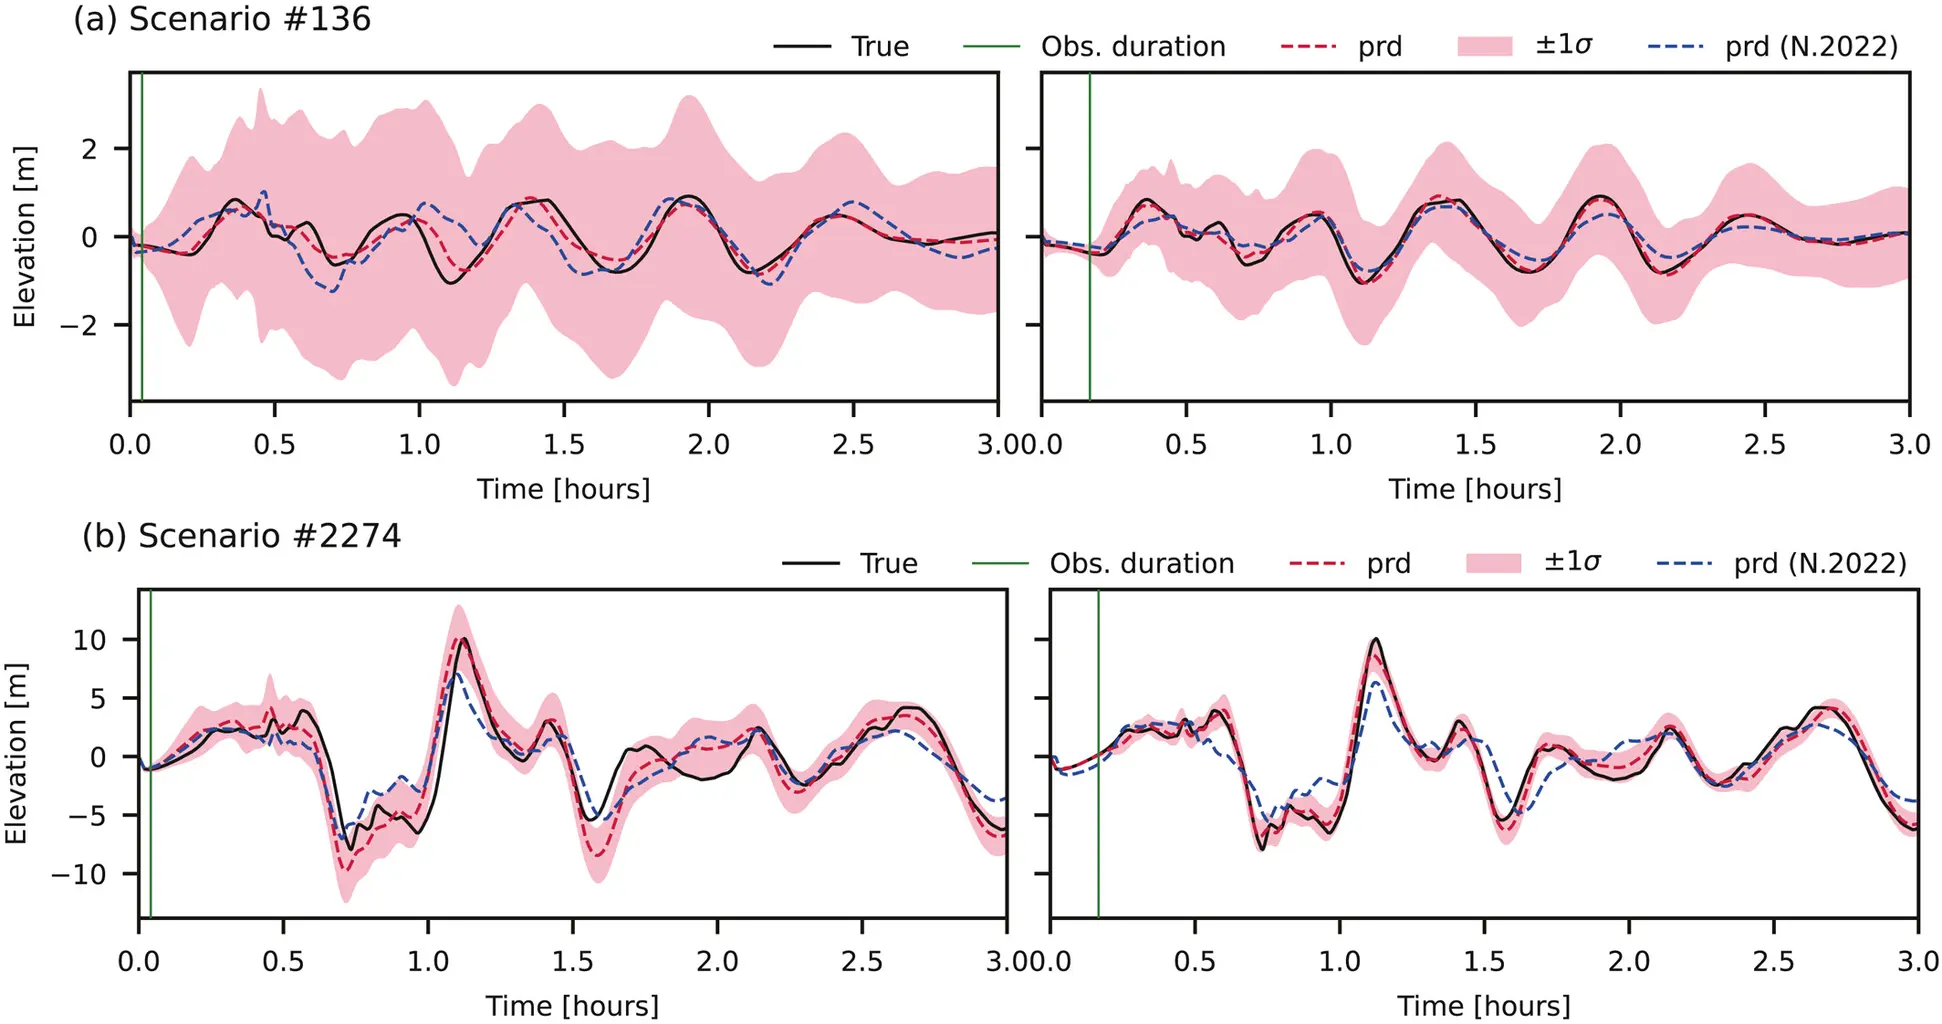 (a) Scenario #136
True Obs. duration prd ±1σ prd (N.2022)
Elevation [m]
2
0
−2
0.0 0.5 1.0 1.5 2.0 2.5 3.0 0.0 0.5 1.0 1.5 2.0 2.5 3.0
Time [hours] Time [hours]
(b) Scenario #2274
True Obs. duration prd ±1σ prd (N.2022)
Elevation [m]
10
5
0
−5
−10
0.0 0.5 1.0 1.5 2.0 2.5 3.0 0.0 0.5 1.0 1.5 2.0 2.5 3.0
Time [hours] Time [hours]